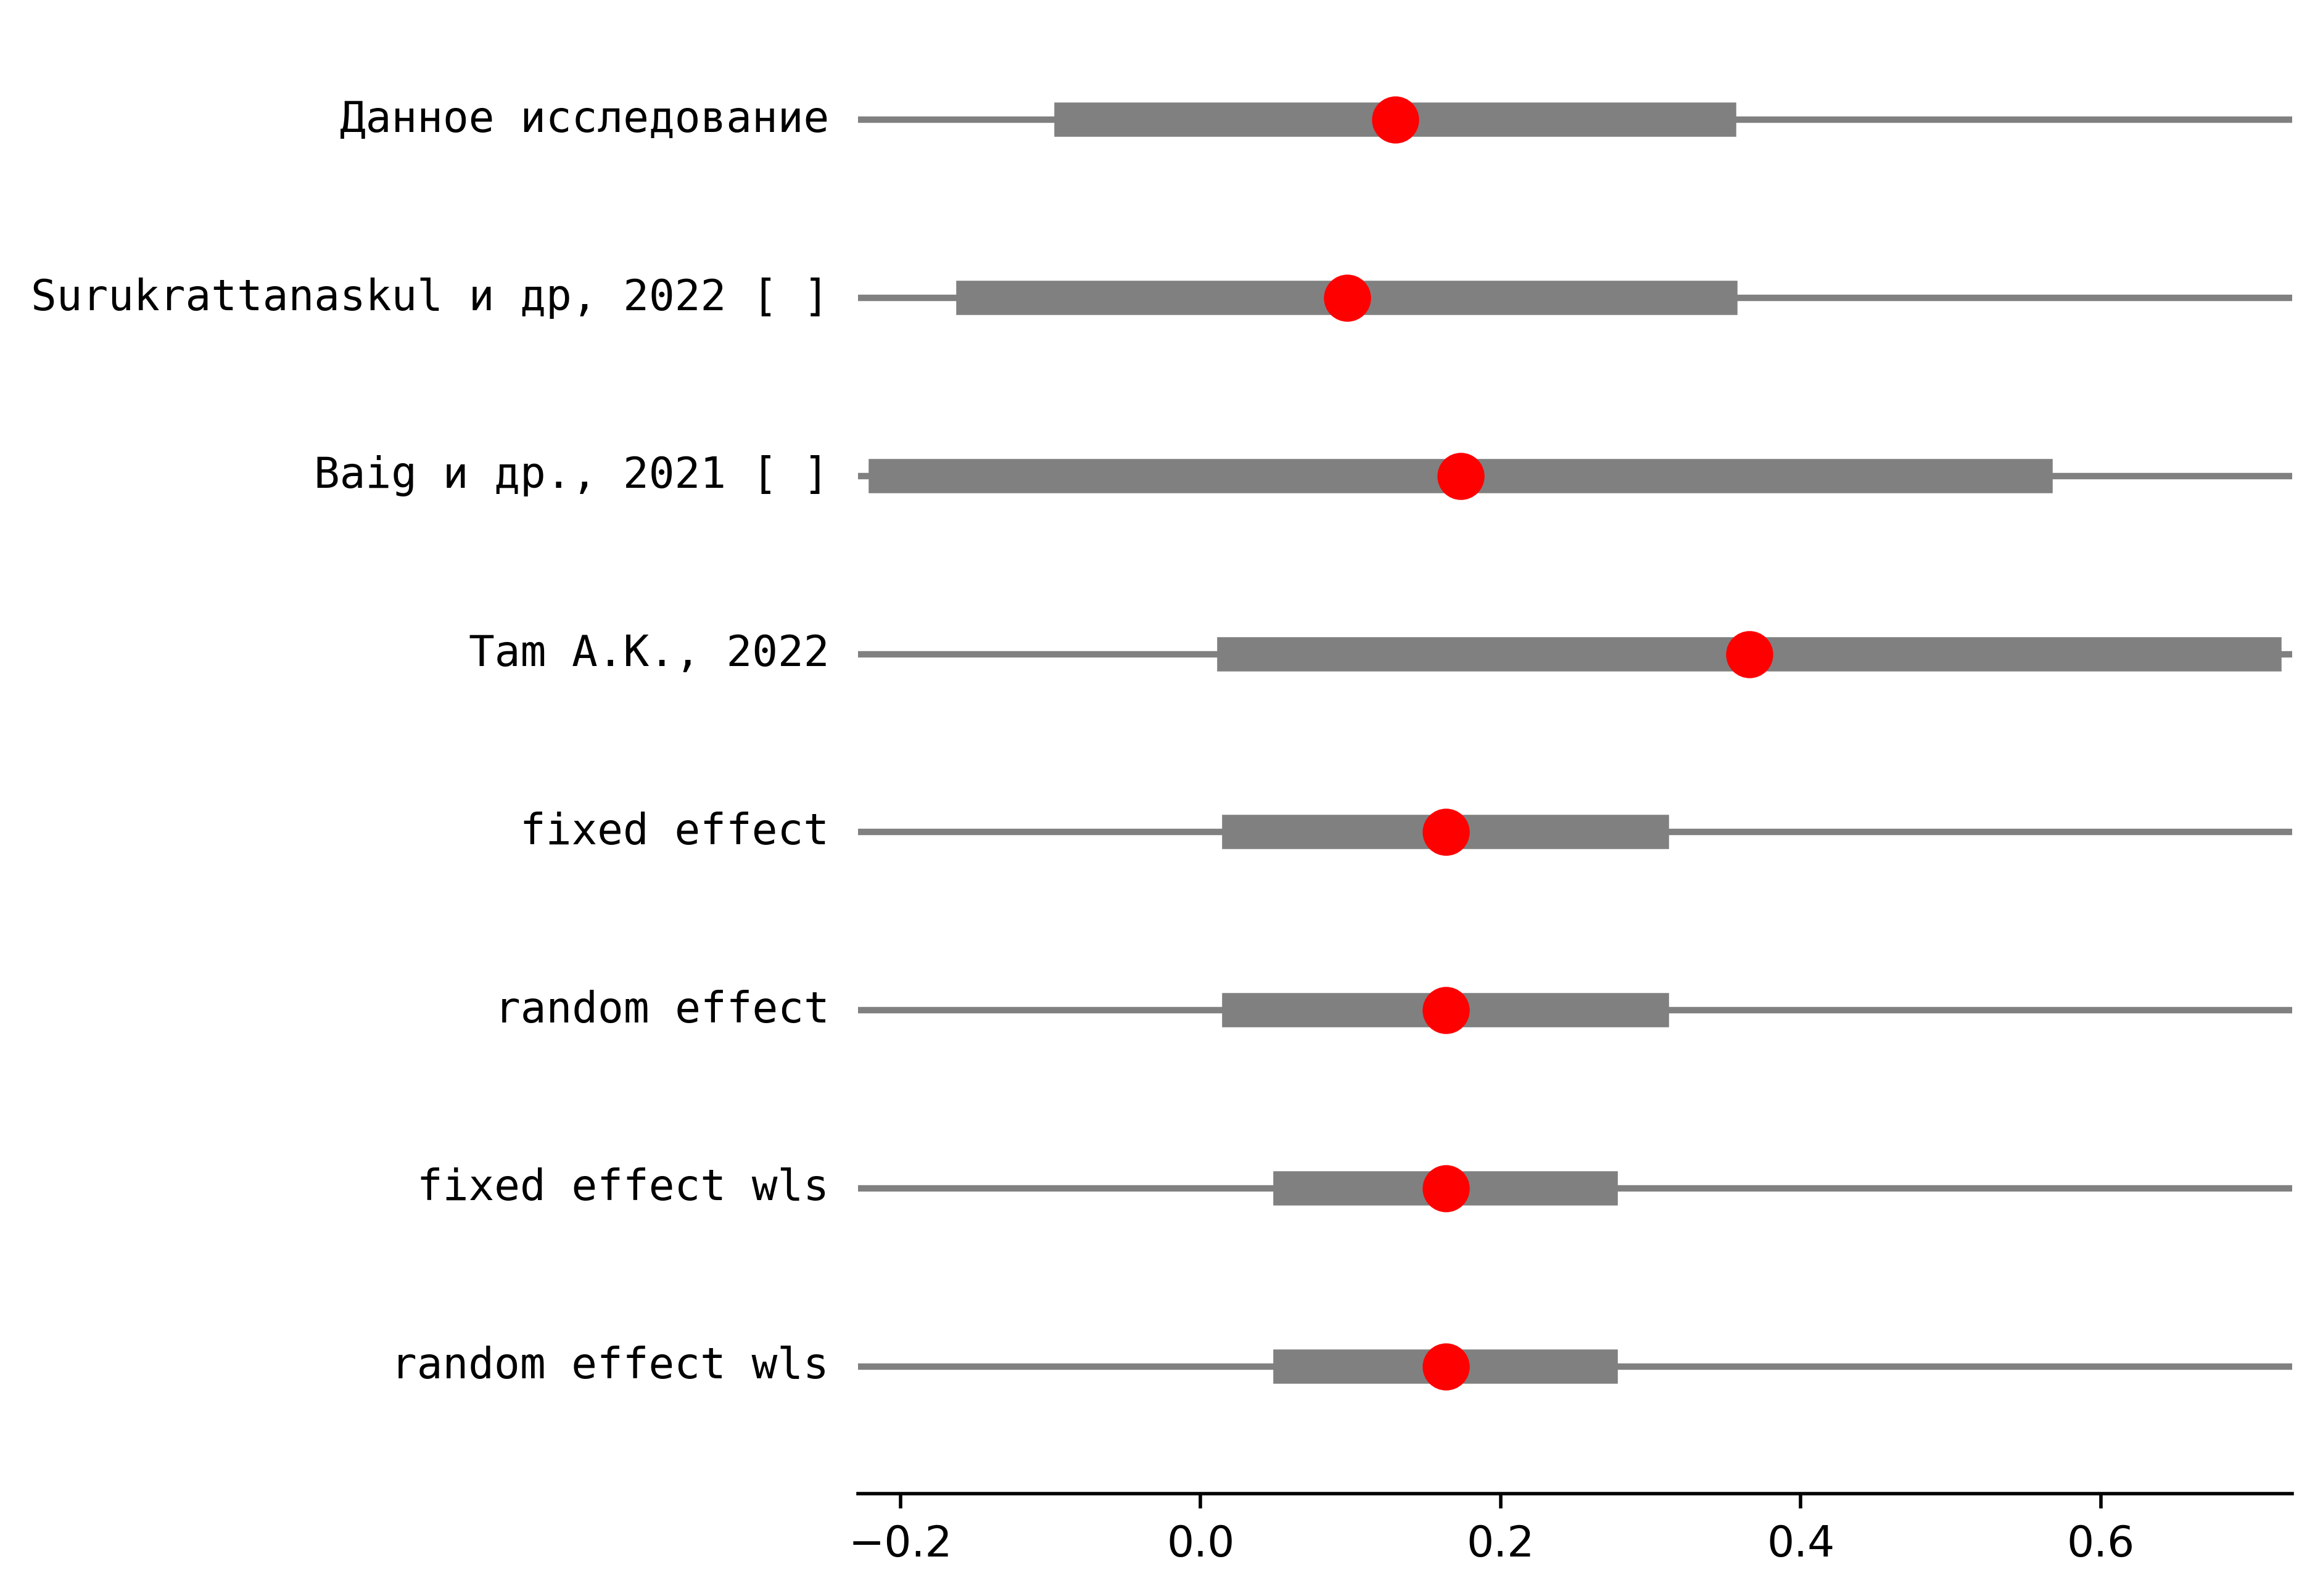 Данное исследование
Surukrattanaskul и др, 2022 [ ]
Baig и др., 2021 [ ]
Tam A.K., 2022
fixed effect
random effect
fixed effect wls
random effect wls
−0.2 0.0 0.2 0.4 0.6